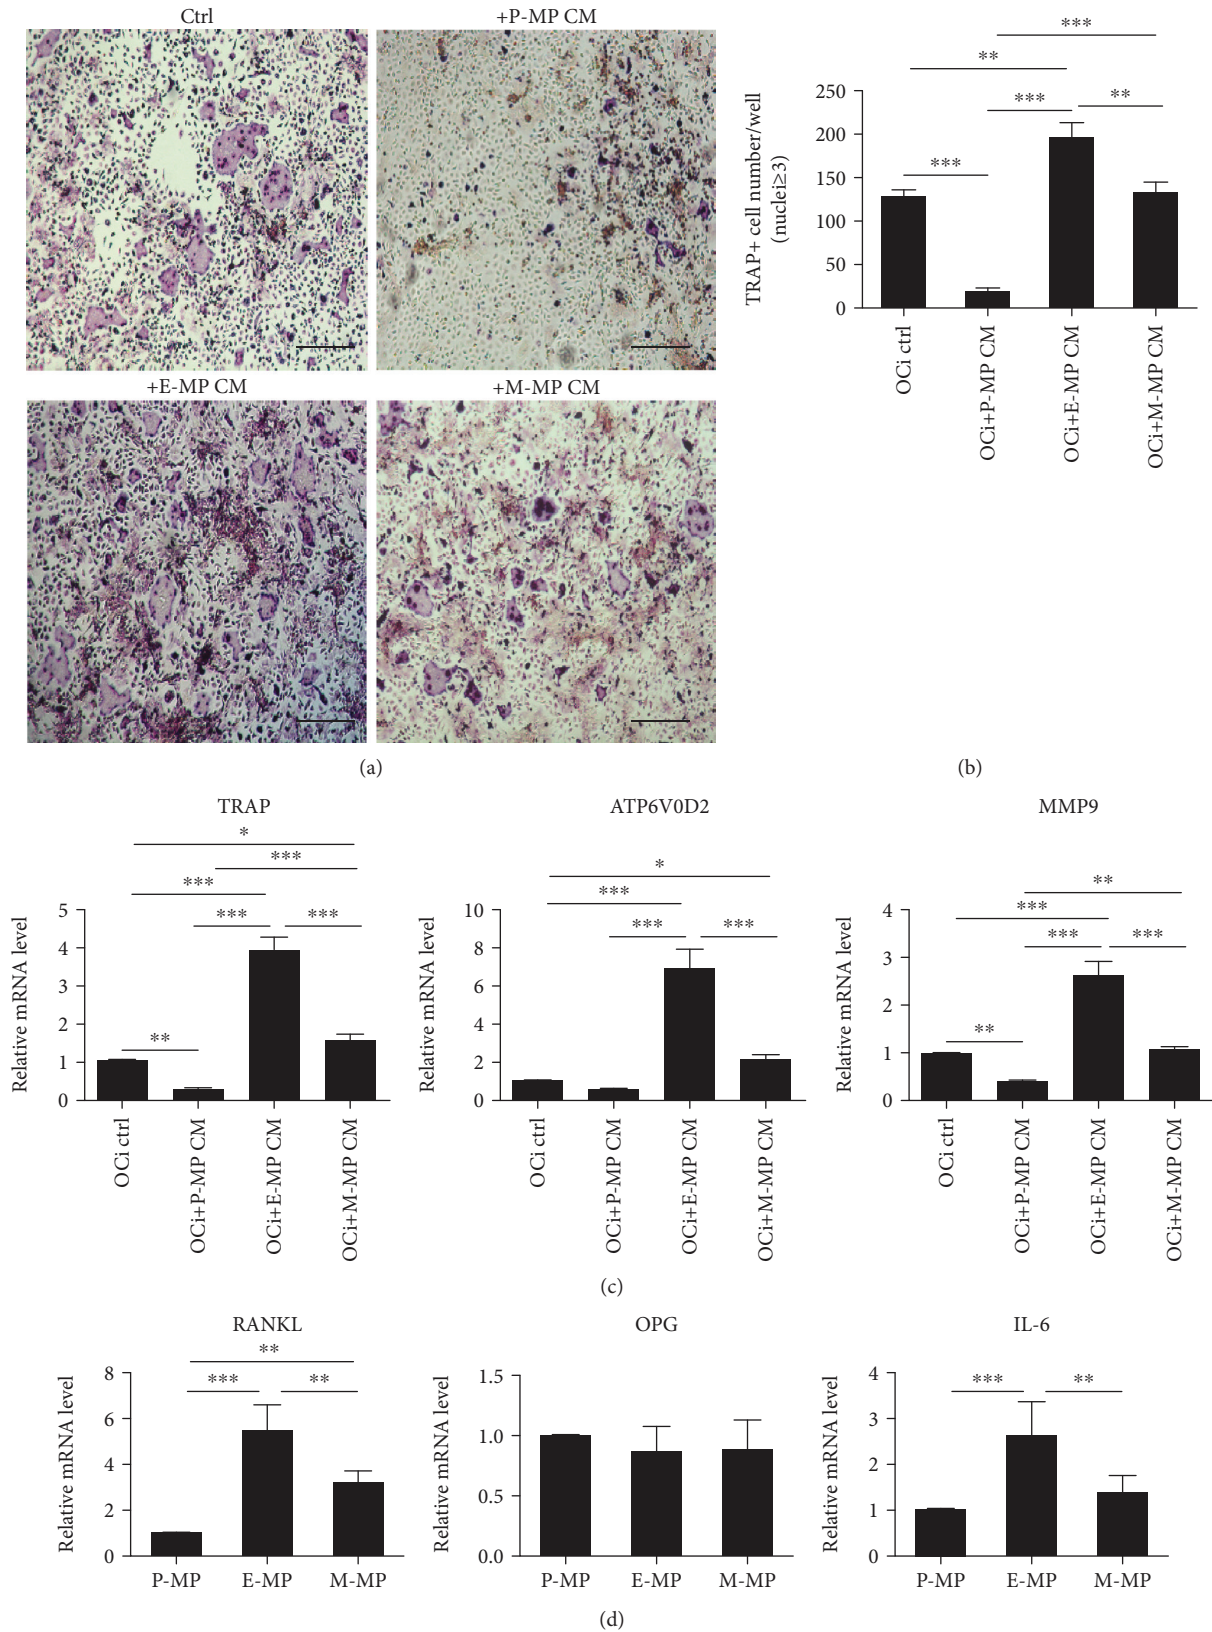 Ctrl
+P-MP CM
+E-MP CM
+M-MP CM
(a)
***
**
***
**
***
TRAP+ cell number/well
(nuclei≥3)
250
200
150
100
50
0
OCi ctrl
OCi+P-MP CM
OCi+E-MP CM
OCi+M-MP CM
(b)
TRAP
*
***
***
***
***
**
Relative mRNA level
5
4
3
2
1
0
OCi ctrl
OCi+P-MP CM
OCi+E-MP CM
OCi+M-MP CM
ATP6V0D2
*
***
***
***
Relative mRNA level
10
8
6
4
2
0
OCi ctrl
OCi+P-MP CM
OCi+E-MP CM
OCi+M-MP CM
MMP9
**
***
***
***
**
Relative mRNA level
4
3
2
1
0
OCi ctrl
OCi+P-MP CM
OCi+E-MP CM
OCi+M-MP CM
(c)
RANKL
**
***
**
Relative mRNA level
8
6
4
2
0
P-MP
E-MP
M-MP
OPG
Relative mRNA level
1.5
1.0
0.5
0.0
P-MP
E-MP
M-MP
IL-6
***
**
Relative mRNA level
4
3
2
1
0
P-MP
E-MP
M-MP
(d)